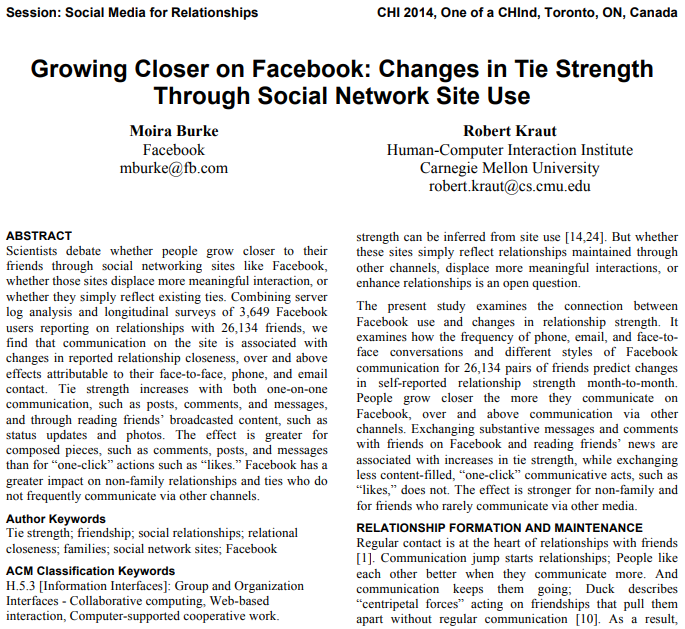 Session: Social Media for Relationships
CHI 2014, One of a CHInd, Toronto, ON, Canada
Growing Closer on Facebook: Changes in Tie Strength
Through Social Network Site Use
Moira Burke
Facebook
mburke@fb.com
Robert Kraut
Human-Computer Interaction Institute
Carnegie Mellon University
robert.kraut@cs.cmu.edu
ABSTRACT
Scientists debate whether people grow closer to their
friends through social networking sites like Facebook,
whether those sites displace more meaningful interaction, or
whether they simply reflect existing ties. Combining server
log analysis and longitudinal surveys of 3,649 Facebook
users reporting on relationships with 26,134 friends, we
find that communication on the site is associated with
changes in reported relationship closeness, over and above
effects attributable to their face-to-face, phone, and email
contact. Tie strength increases with both one-on-one
communication, such as posts, comments, and messages,
and through reading friends' broadcasted content, such as
status updates and photos. The effect is greater for
composed pieces, such as comments, posts, and messages
than for “one-click” actions such as “likes.” Facebook has a
greater impact on non-family relationships and ties who do
not frequently communicate via other channels.
Author Keywords
Tie strength; friendship; social relationships; relational
closeness; families; social network sites; Facebook
ACM Classification Keywords
H.5.3 [Information Interfaces]: Group and Organization
Interfaces - Collaborative computing, Web-based
interaction, Computer-supported cooperative work.
strength can be inferred from site use [14,24]. But whether
these sites simply reflect relationships maintained through
other channels, displace more meaningful interactions, or
enhance relationships is an open question.
The present study examines the connection between
Facebook use and changes in relationship strength. It
examines how the frequency of phone, email, and face-to-
face conversations and different styles of Facebook
communication for 26,134 pairs of friends predict changes
in self-reported relationship strength month-to-month.
People grow closer the more they communicate on
Facebook, over and above communication via other
channels. Exchanging substantive messages and comments
with friends on Facebook and reading friends' news are
associated with increases in tie strength, while exchanging
less content-filled, “one-click” communicative acts, such as
“likes,” does not. The effect is stronger for non-family and
for friends who rarely communicate via other media.
RELATIONSHIP FORMATION AND MAINTENANCE
Regular contact is at the heart of relationships with friends
[1]. Communication jump starts relationships; People like
each other better when they communicate more. And
communication keeps them going; Duck describes
“centripetal forces” acting on friendships that pull them
apart without regular communication [10]. As a result,